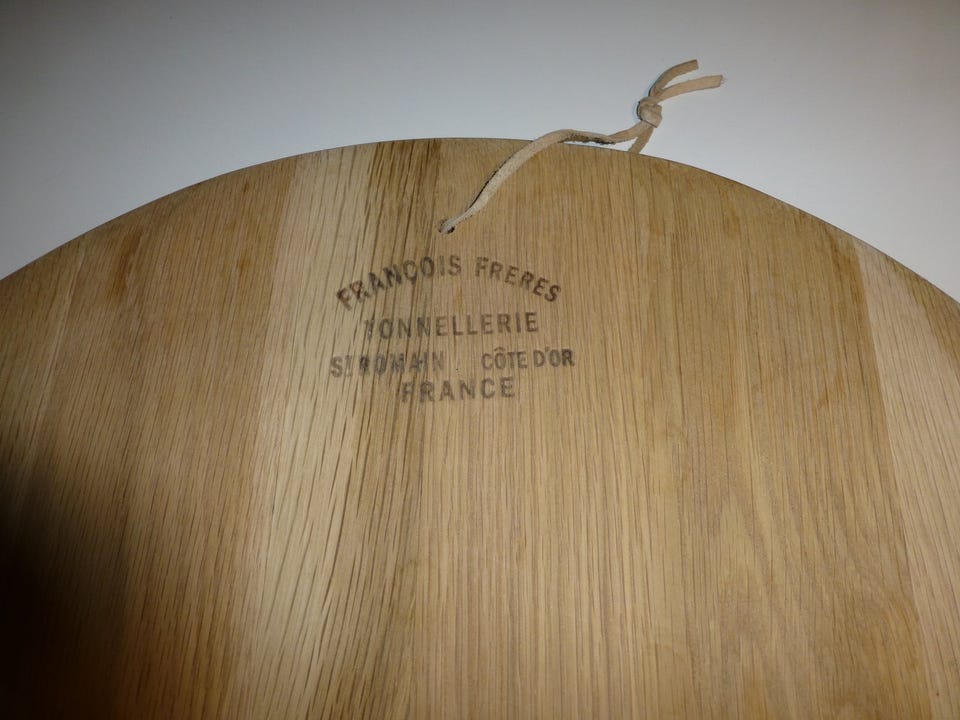 FRANÇOIS FRERES
TONNELLERIE
ST ROMAIN CÔTE D'OR
FRANCE